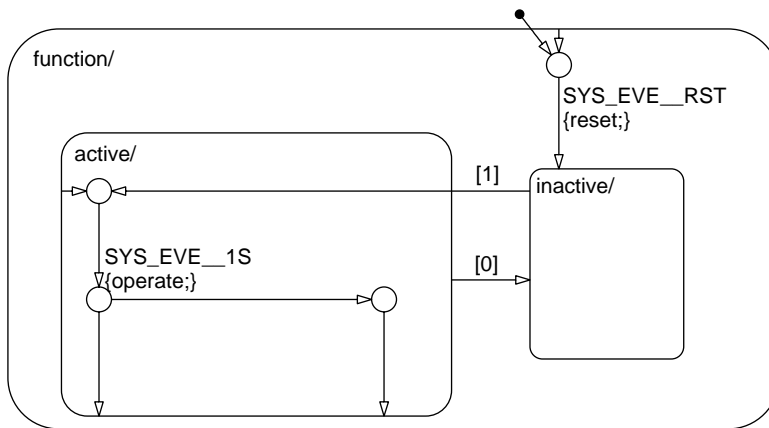 function/
SYS_EVE__RST
{reset;}
active/
[1]
inactive/
SYS_EVE__1S
{operate;}
[0]